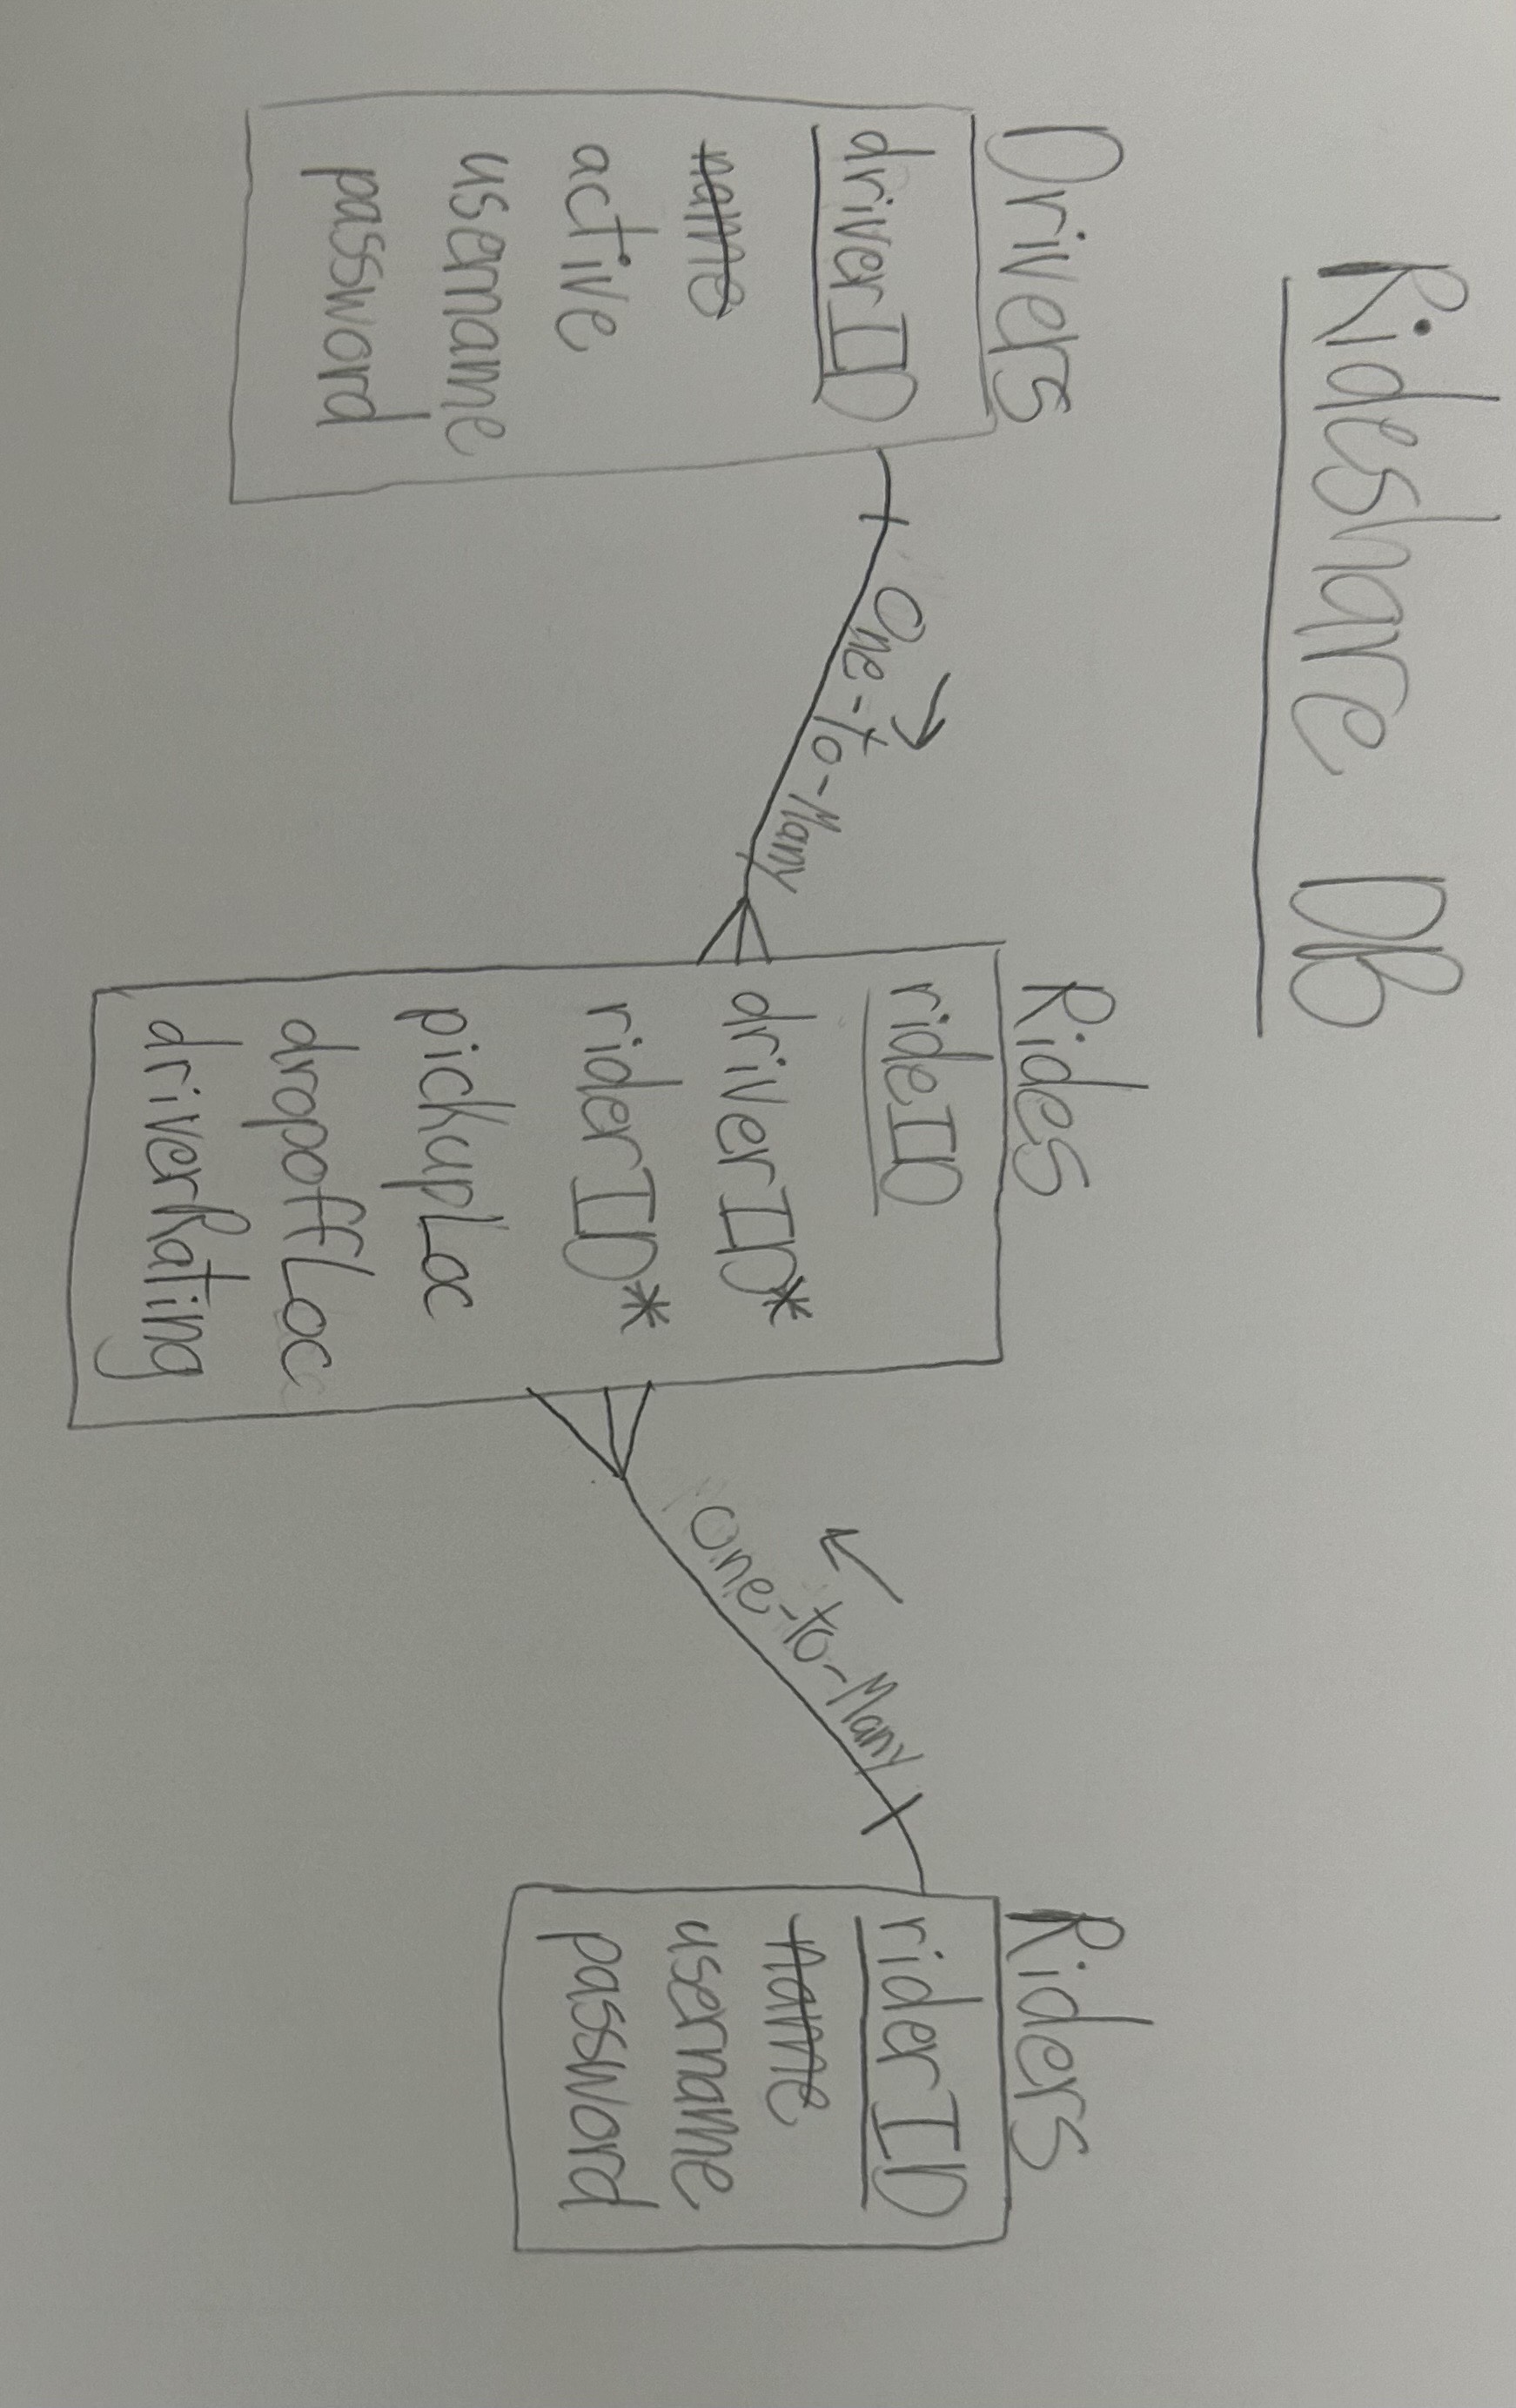 Rideshare DB
Drivers
driverID
name
active
username
password
One-to-Many
Rides
rideID
driverID*
riderID*
pickupLoc
dropoffLoc
driverRating
One-to-Many
Riders
riderID
name
username
password